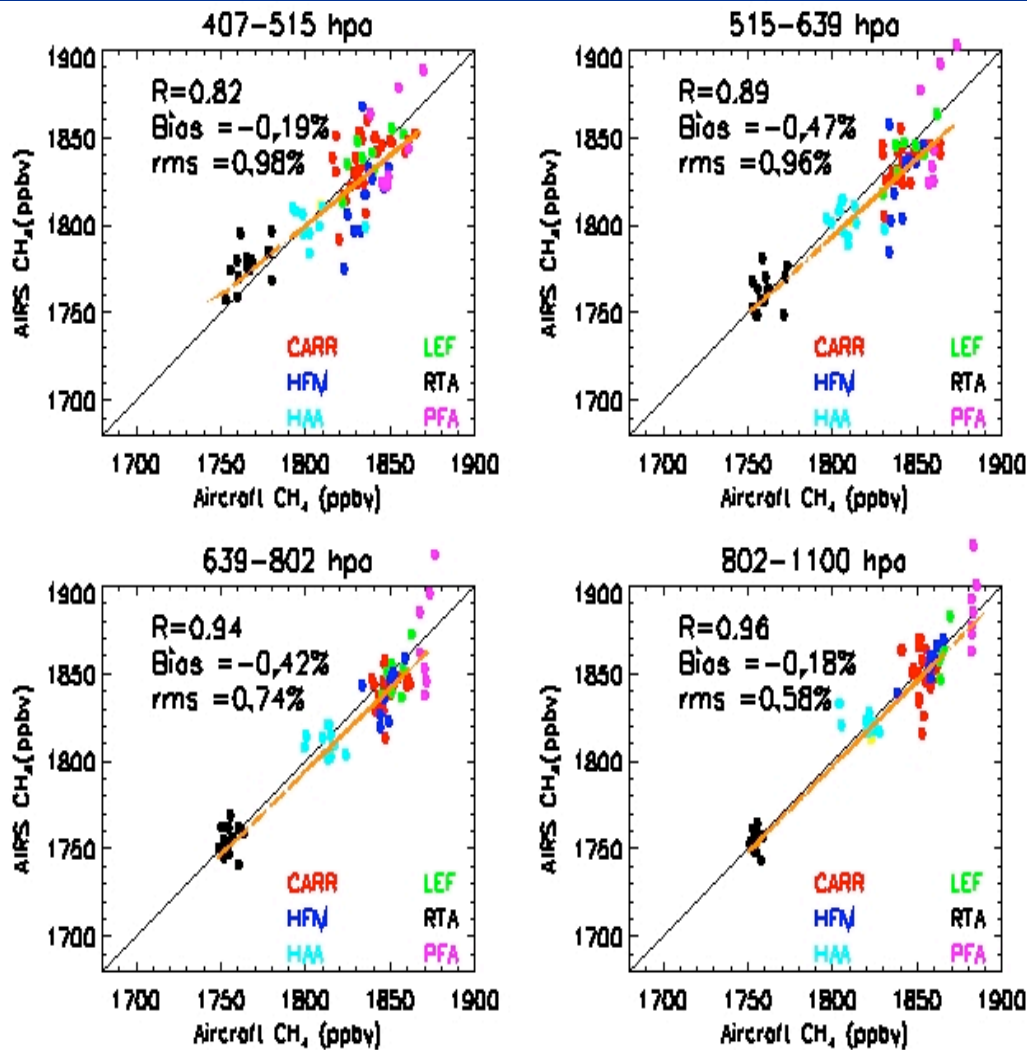 407-515 hpa
R=0.82
Bias =-0.19%
rms =0.98%
CARR LEF
HFM RTA
HAA PFA
1900
1850
1800
1750
1700
1700 1750 1800 1850 1900
AIRS CH₄(ppbv)
Aircraft CH₄ (ppbv)
515-639 hpa
R=0.89
Bias =-0.47%
rms =0.96%
CARR LEF
HFM RTA
HAA PFA
1900
1850
1800
1750
1700
1700 1750 1800 1850 1900
AIRS CH₄(ppbv)
Aircraft CH₄ (ppbv)
639-802 hpa
R=0.94
Bias =-0.42%
rms =0.74%
CARR LEF
HFM RTA
HAA PFA
1900
1850
1800
1750
1700
1700 1750 1800 1850 1900
AIRS CH₄(ppbv)
Aircraft CH₄ (ppbv)
802-1100 hpa
R=0.96
Bias =-0.18%
rms =0.58%
CARR LEF
HFM RTA
HAA PFA
1900
1850
1800
1750
1700
1700 1750 1800 1850 1900
AIRS CH₄(ppbv)
Aircraft CH₄ (ppbv)